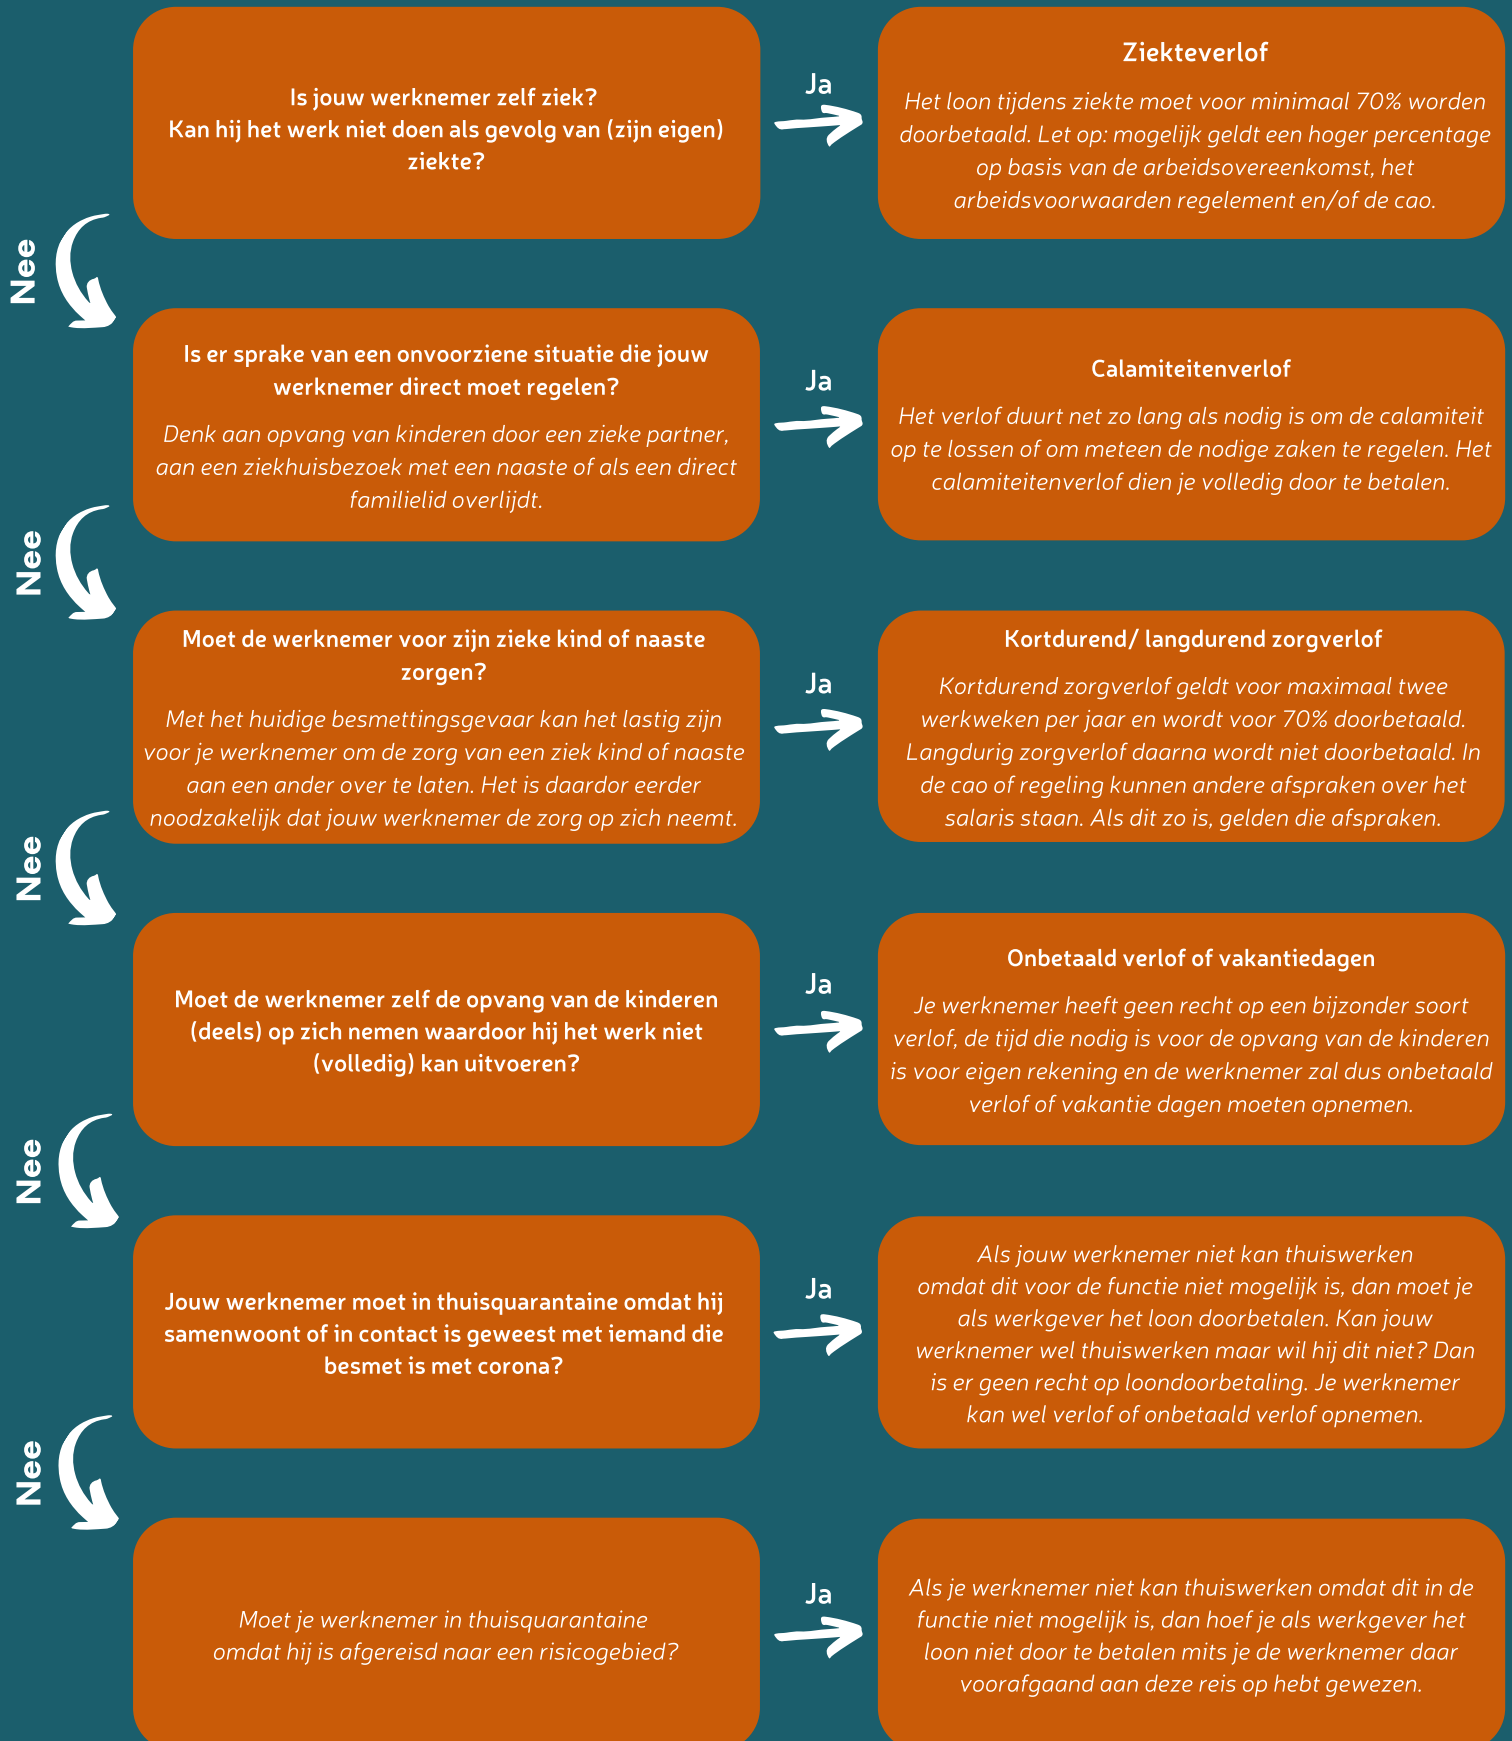 Is jouw werknemer zelf ziek?
Kan hij het werk niet doen als gevolg van (zijn eigen)
ziekte?
Ja
Ziekteverlof
Het loon tijdens ziekte moet voor minimaal 70% worden
doorbetaald. Let op: mogelijk geldt een hoger percentage
op basis van de arbeidsovereenkomst, het
arbeidsvoorwaarden regelement en/of de cao.
Nee
Is er sprake van een onvoorziene situatie die jouw
werknemer direct moet regelen?
Denk aan opvang van kinderen door een zieke partner,
aan een ziekhuisbezoek met een naaste of als een direct
familielid overlijdt.
Ja
Calamiteitenverlof
Het verlof duurt net zo lang als nodig is om de calamiteit
op te lossen of om meteen de nodige zaken te regelen. Het
calamiteitenverlof dien je volledig door te betalen.
Nee
Moet de werknemer voor zijn zieke kind of naaste
zorgen?
Met het huidige besmettingsgevaar kan het lastig zijn
voor je werknemer om de zorg van een ziek kind of naaste
aan een ander over te laten. Het is daardor eerder
noodzakelijk dat jouw werknemer de zorg op zich neemt.
Ja
Kortdurend/ langdurend zorgverlof
Kortdurend zorgverlof geldt voor maximaal twee
werkweken per jaar en wordt voor 70% doorbetaald.
Langdurig zorgverlof daarna wordt niet doorbetaald. In
de cao of regeling kunnen andere afspraken over het
salaris staan. Als dit zo is, gelden die afspraken.
Nee
Moet de werknemer zelf de opvang van de kinderen
(deels) op zich nemen waardoor hij het werk niet
(volledig) kan uitvoeren?
Ja
Onbetaald verlof of vakantiedagen
Je werknemer heeft geen recht op een bijzonder soort
verlof, de tijd die nodig is voor de opvang van de kinderen
is voor eigen rekening en de werknemer zal dus onbetaald
verlof of vakantie dagen moeten opnemen.
Nee
Jouw werknemer moet in thuisquarantaine omdat hij
samenwoont of in contact is geweest met iemand die
besmet is met corona?
Ja
Als jouw werknemer niet kan thuiswerken
omdat dit voor de functie niet mogelijk is, dan moet je
als werkgever het loon doorbetalen. Kan jouw
werknemer wel thuiswerken maar wil hij dit niet? Dan
is er geen recht op loondoorbetaling. Je werknemer
kan wel verlof of onbetaald verlof opnemen.
Nee
Moet je werknemer in thuisquarantaine
omdat hij is afgereisd naar een risicogebied?
Ja
Als je werknemer niet kan thuiswerken omdat dit in de
functie niet mogelijk is, dan hoef je als werkgever het
loon niet door te betalen mits je de werknemer daar
voorafgaand aan deze reis op hebt gewezen.